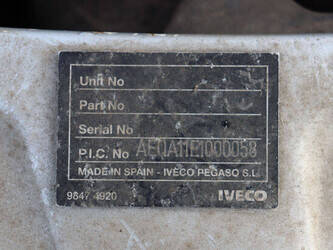 Unit No
Part No
Serial No
P.I.C. No AEQA11E1000058
MADE IN SPAIN - IVECO PEGASO S.L.
9847 4920 IVECO